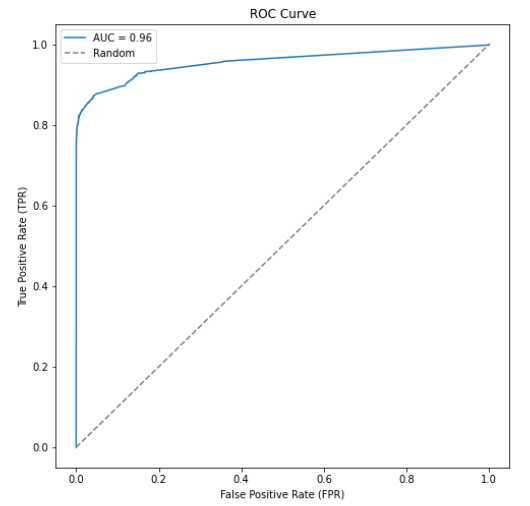 ROC Curve
AUC = 0.96
Random
True Positive Rate (TPR)
1.0
0.8
0.6
0.4
0.2
0.0
0.0 0.2 0.4 0.6 0.8 1.0
False Positive Rate (FPR)